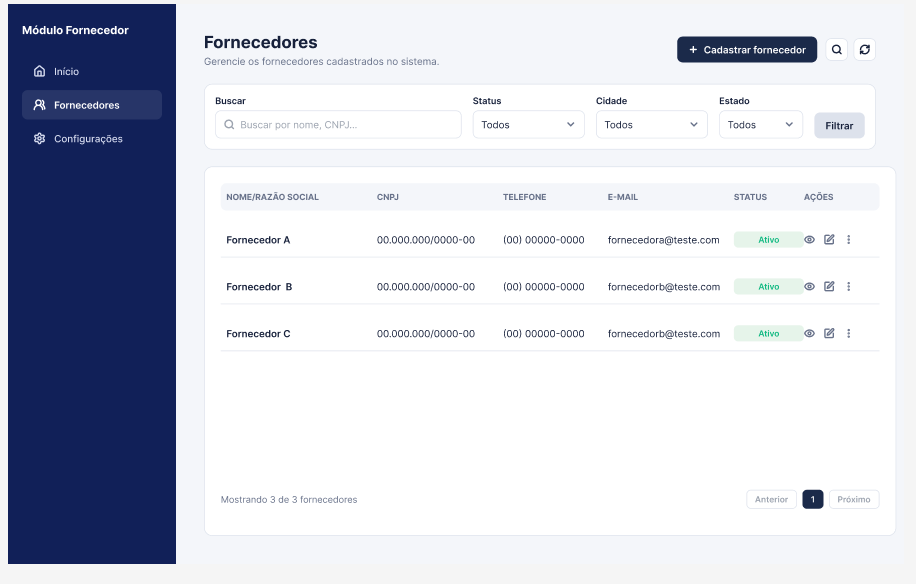 Módulo Fornecedor
Início
Fornecedores
Configurações
Fornecedores
Gerencie os fornecedores cadastrados no sistema.
+ Cadastrar fornecedor
Buscar
Status
Cidade
Estado
Buscar por nome, CNPJ...
Todos
Todos
Todos
Filtrar
NOME/RAZÃO SOCIAL CNPJ TELEFONE E-MAIL STATUS AÇÕES
Fornecedor A 00.000.000/0000-00 (00) 00000-0000 fornecedora@teste.com Ativo
Fornecedor B 00.000.000/0000-00 (00) 00000-0000 fornecedorb@teste.com Ativo
Fornecedor C 00.000.000/0000-00 (00) 00000-0000 fornecedorb@teste.com Ativo
Mostrando 3 de 3 fornecedores
Anterior 1 Próximo